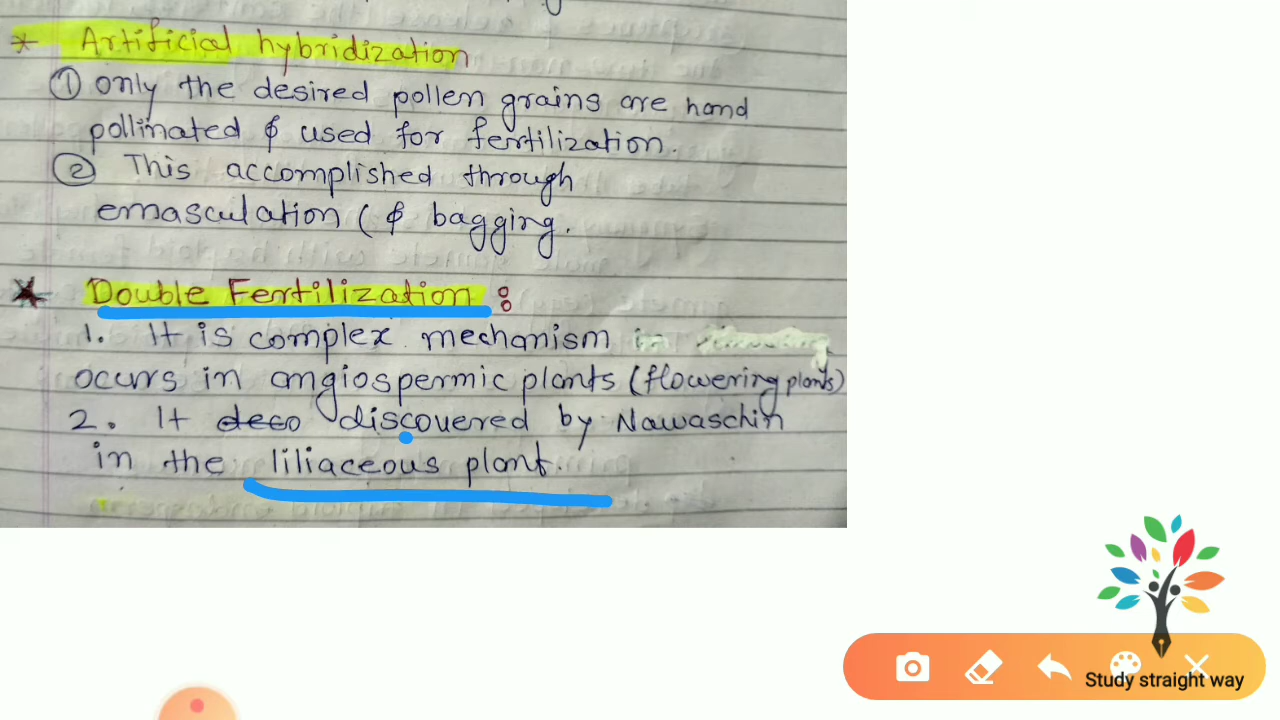 * Artificial hybridization
① only the desired pollen grains are hand
pollinated & used for fertilization.
② This accomplished through
emasculation ( & bagging.
* Double Fertilization :
1. It is complex mechanism in
occurs in angiospermic plants (flowering plants)
2. It deco discovered by Nawaschin
in the liliaceous plant.
Study straight way